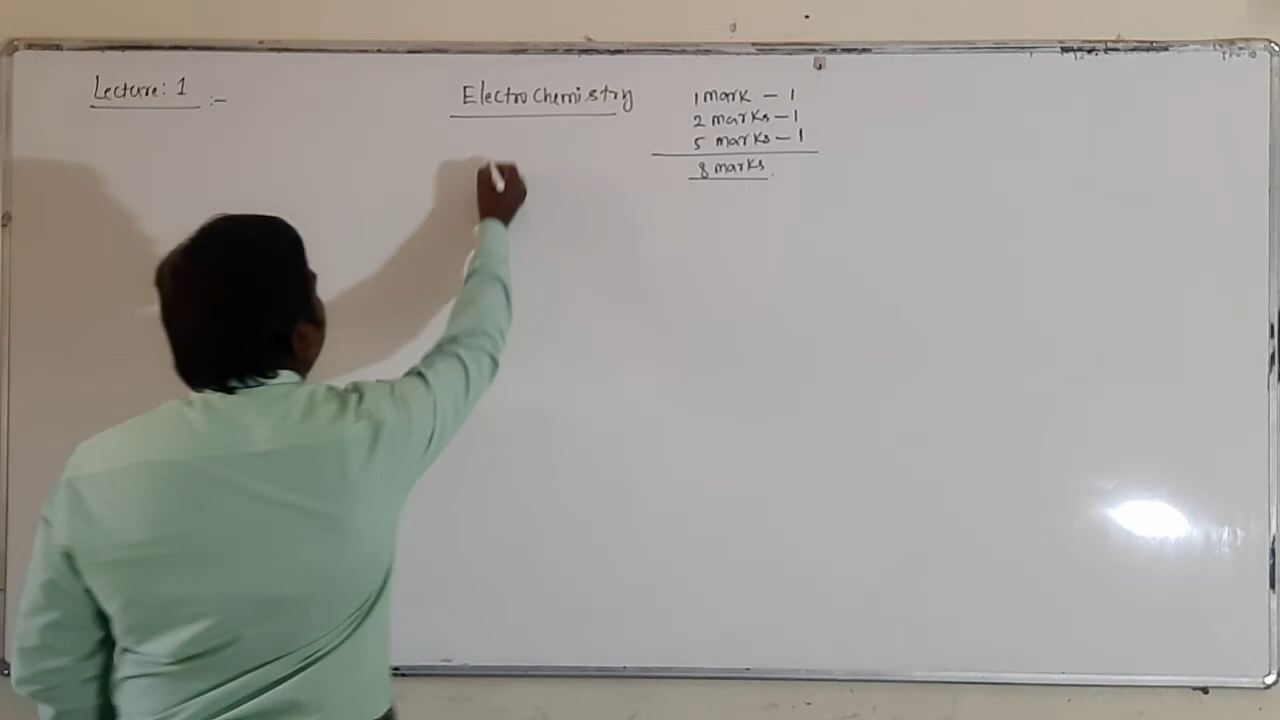 Lecture: 1 :-
Electro Chemistry
1 mark - 1
2 marks - 1
5 marks - 1
8 marks.